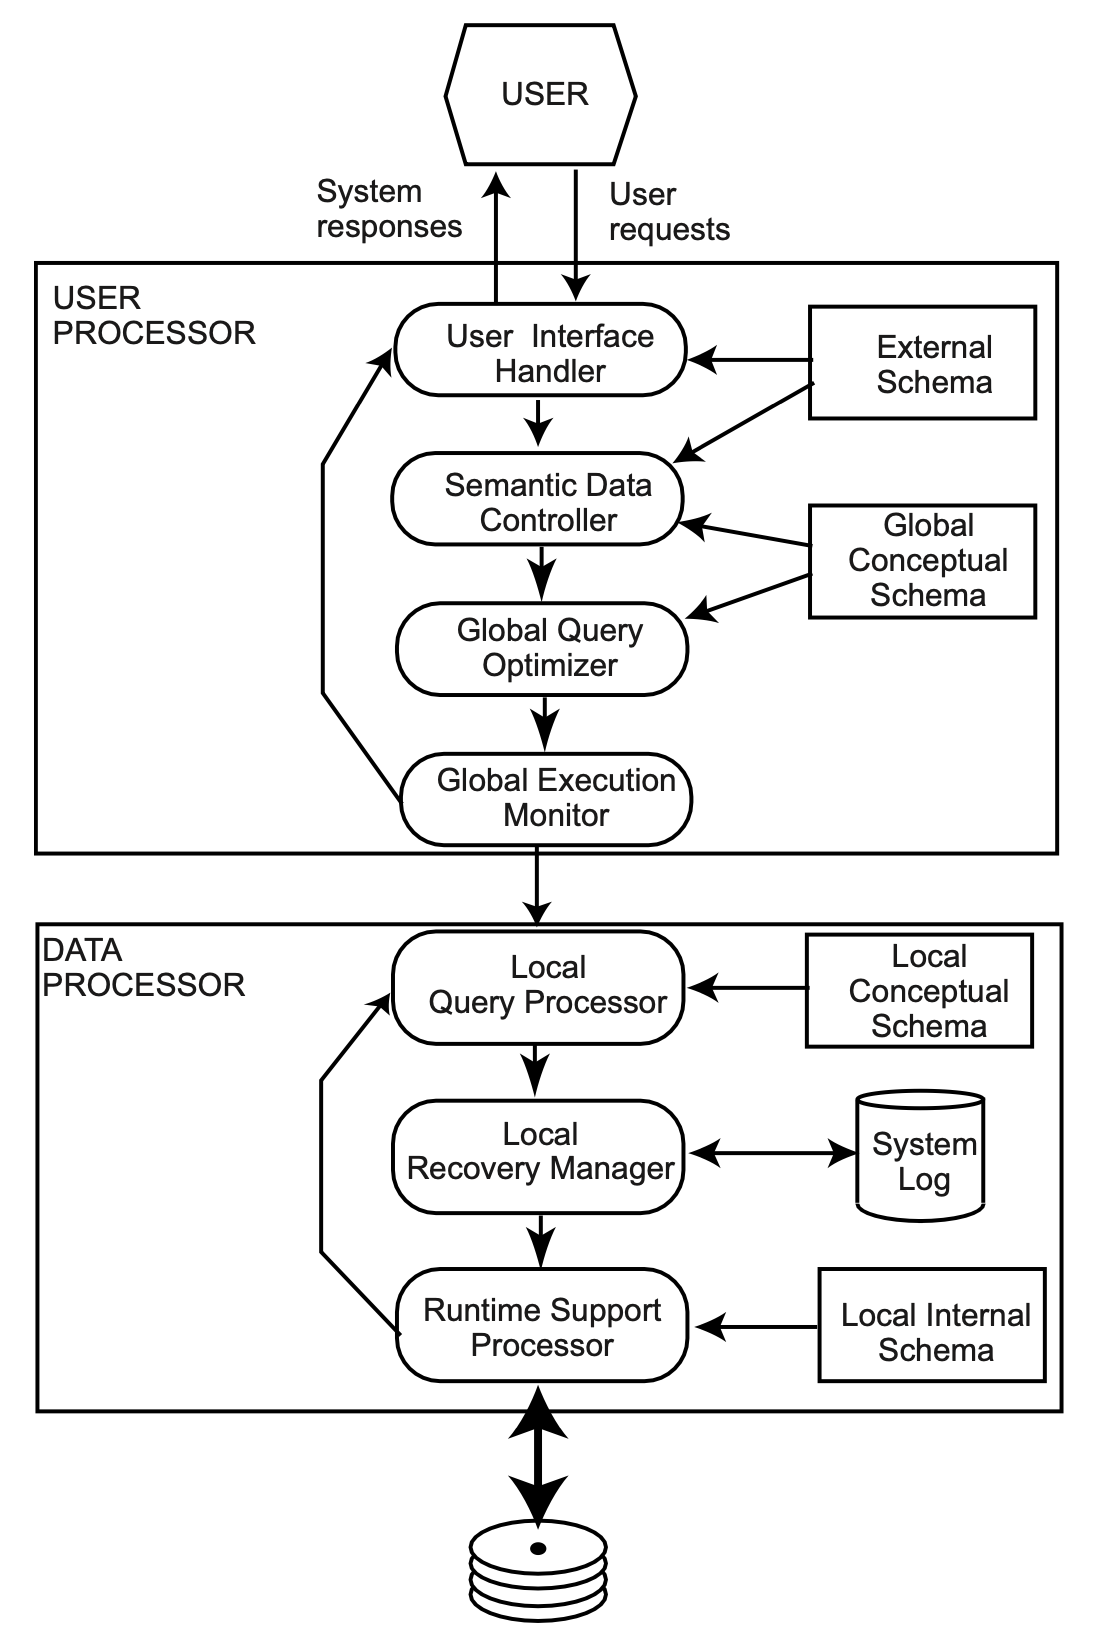 USER
System
responses
User
requests
USER
PROCESSOR
User Interface
Handler
External
Schema
Semantic Data
Controller
Global
Conceptual
Schema
Global Query
Optimizer
Global Execution
Monitor
DATA
PROCESSOR
Local
Query Processor
Local
Conceptual
Schema
Local
Recovery Manager
System
Log
Runtime Support
Processor
Local Internal
Schema